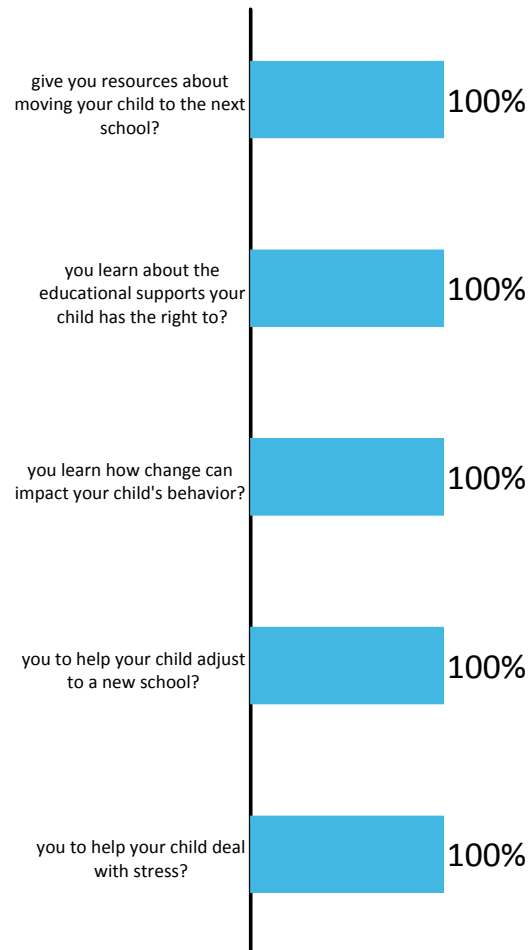 give you resources about
moving your child to the next
school?
100%
you learn about the
educational supports your
child has the right to?
100%
you learn how change can
impact your child's behavior?
100%
you to help your child adjust
to a new school?
100%
you to help your child deal
with stress?
100%